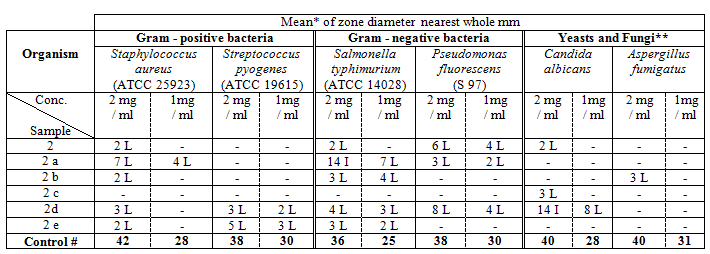 Mean* of zone diameter nearest whole mm
Organism Gram - positive bacteria Gram - negative bacteria Yeasts and Fungi**
Staphylococcus aureus (ATCC 25923) Streptococcus pyogenes (ATCC 19615) Salmonella typhimurium (ATCC 14028) Pseudomonas fluorescens (S 97) Candida albicans Aspergillus fumigatus
Conc. Sample 2 mg / ml 1mg / ml 2 mg / ml 1mg / ml 2 mg / ml 1mg / ml 2 mg / ml 1mg / ml 2 mg / ml 1mg / ml 2 mg / ml 1mg / ml
2 2 L - - - 2 L - 6 L 4 L 2 L - - -
2 a 7 L 4 L - - 14 I 7 L 3 L 2 L - - - -
2 b 2 L - - - 3 L 4 L - - - - 3 L -
2 c - - - - - - - - 3 L - - -
2d 3 L - 3 L 2 L 4 L 3 L 8 L 4 L 14 I 8 L - -
2 e 2 L - 5 L 3 L 3 L 2 L - - - - - -
Control # 42 28 38 30 36 25 38 30 40 28 40 31